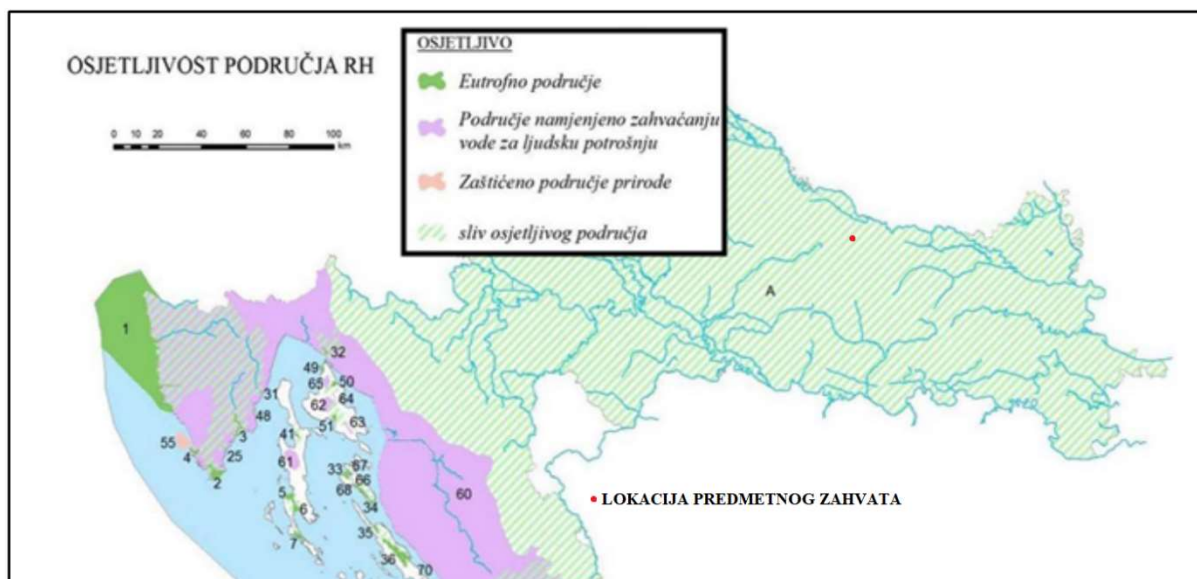 OSJETLJIVOST PODRUČJA RH
0 10 20 40 60 80 100
km
OSJETLJIVO
Eutrofno područje
Područje namjenjeno zahvaćanju
vode za ljudsku potrošnju
Zaštićeno područje prirode
sliv osjetljivog područja
A
1
32
49
65
50
31
62
64
48
51
63
55
3
41
4
25
61
67
33
66
2
60
5
68
6
34
7
35
36
70
LOKACIJA PREDMETNOG ZAHVATA